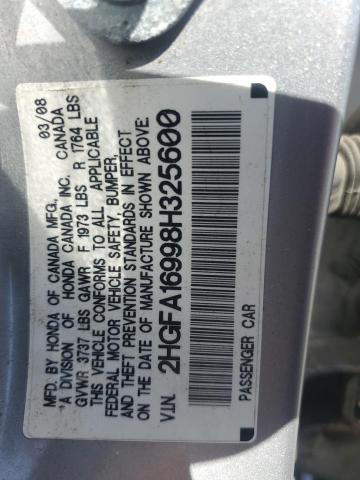 MFD. BY HONDA OF CANADA MFG. 03/08
A DIVISION OF HONDA CANADA INC. CANADA
GVWR 3737 LBS GAWR F 1973 LBS R 1764 LBS
THIS VEHICLE CONFORMS TO ALL APPLICABLE
FEDERAL MOTOR VEHICLE SAFETY, BUMPER,
AND THEFT PREVENTION STANDARDS IN EFFECT
ON THE DATE OF MANUFACTURE SHOWN ABOVE.
V.I.N. 2HGFA16998H325600
PASSENGER CAR